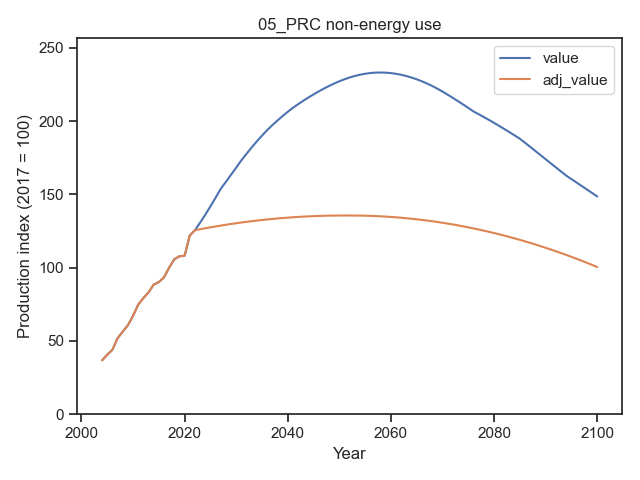 05_PRC non-energy use
Production index (2017 = 100)
250
200
150
100
50
0
value
adj_value
2000 2020 2040 2060 2080 2100
Year